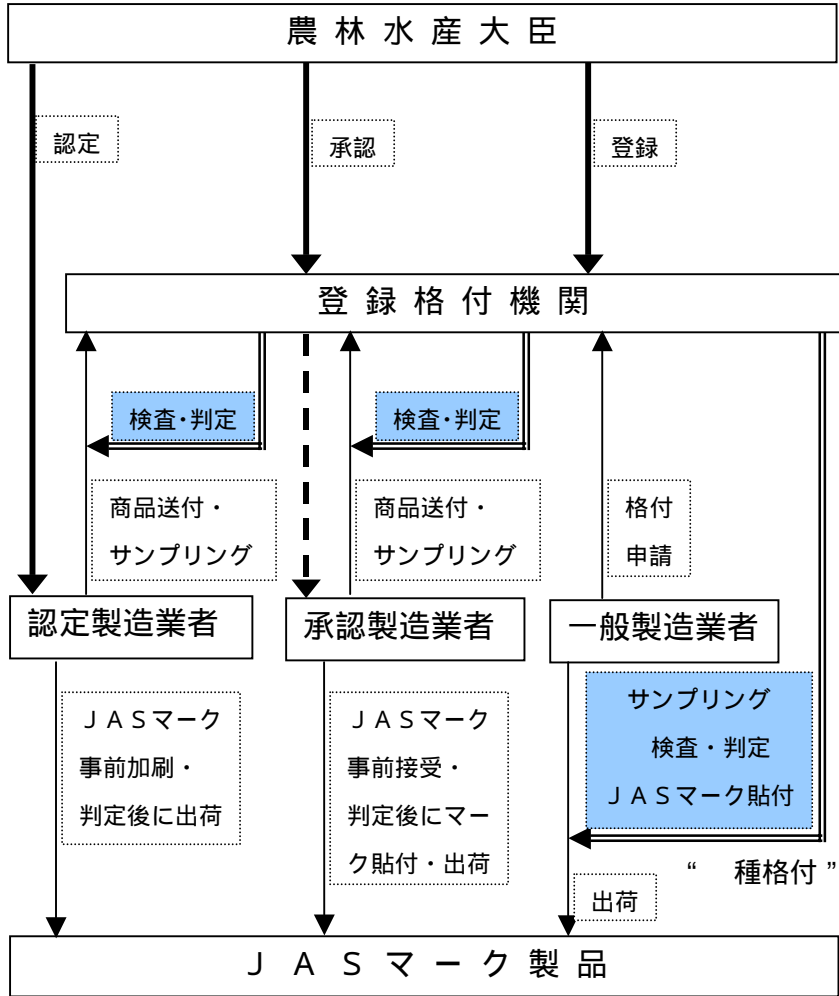 農林水産大臣
認定
承認
登録
登録格付機関
検査・判定
検査・判定
商品送付・
サンプリング
商品送付・
サンプリング
格付
申請
認定製造業者
承認製造業者
一般製造業者
ＪＡＳマーク
事前加刷・
判定後に出荷
ＪＡＳマーク
事前接受・
判定後にマー
ク貼付・出荷
サンプリング
検査・判定
ＪＡＳマーク貼付
“　種格付”
出荷
ＪＡＳマーク製品